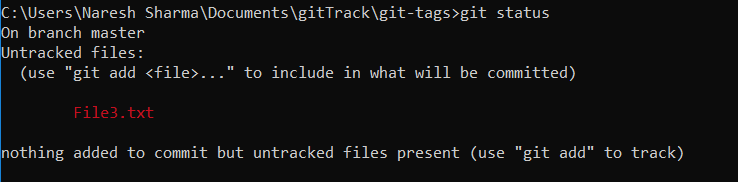 C:\Users\Naresh Sharma\Documents\gitTrack\git-tags>git status
On branch master
Untracked files:
  (use "git add <file>..." to include in what will be committed)
        File3.txt
nothing added to commit but untracked files present (use "git add" to track)